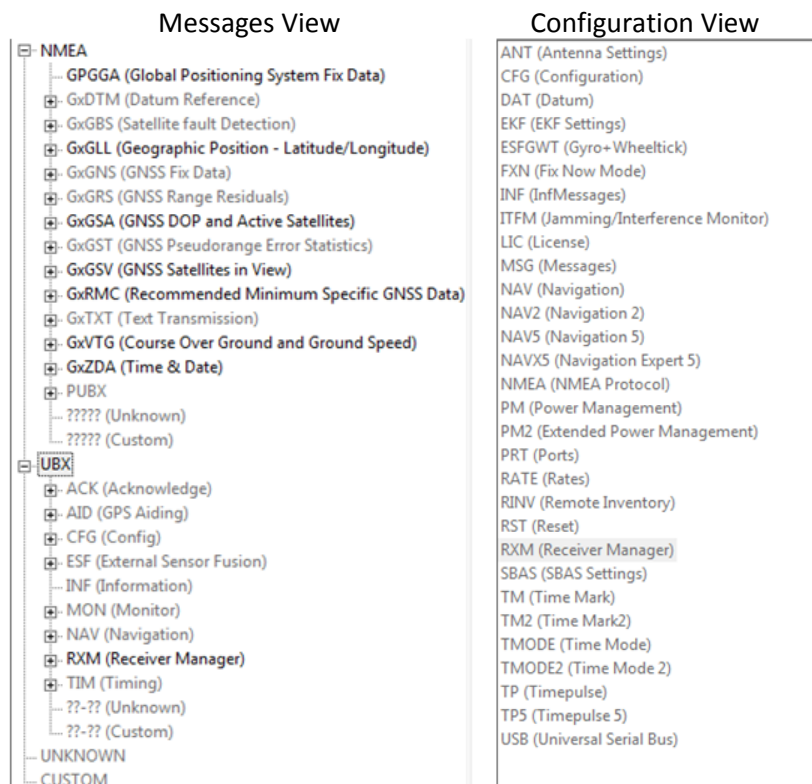 Messages View
NMEA
GPGGA (Global Positioning System Fix Data)
GxDTM (Datum Reference)
GxGBS (Satellite fault Detection)
GxGLL (Geographic Position - Latitude/Longitude)
GxGNS (GNSS Fix Data)
GxGRS (GNSS Range Residuals)
GxGSA (GNSS DOP and Active Satellites)
GxGST (GNSS Pseudorange Error Statistics)
GxGSV (GNSS Satellites in View)
GxRMC (Recommended Minimum Specific GNSS Data)
GxTXT (Text Transmission)
GxVTG (Course Over Ground and Ground Speed)
GxZDA (Time & Date)
PUBX
????? (Unknown)
????? (Custom)
UBX
ACK (Acknowledge)
AID (GPS Aiding)
CFG (Config)
ESF (External Sensor Fusion)
INF (Information)
MON (Monitor)
NAV (Navigation)
RXM (Receiver Manager)
TIM (Timing)
??-?? (Unknown)
??-?? (Custom)
UNKNOWN
CUSTOM
Configuration View
ANT (Antenna Settings)
CFG (Configuration)
DAT (Datum)
EKF (EKF Settings)
ESFGWT (Gyro+Wheeltick)
FXN (Fix Now Mode)
INF (InfMessages)
ITFM (Jamming/Interference Monitor)
LIC (License)
MSG (Messages)
NAV (Navigation)
NAV2 (Navigation 2)
NAV5 (Navigation 5)
NAVX5 (Navigation Expert 5)
NMEA (NMEA Protocol)
PM (Power Management)
PM2 (Extended Power Management)
PRT (Ports)
RATE (Rates)
RINV (Remote Inventory)
RST (Reset)
RXM (Receiver Manager)
SBAS (SBAS Settings)
TM (Time Mark)
TM2 (Time Mark2)
TMODE (Time Mode)
TMODE2 (Time Mode 2)
TP (Timepulse)
TP5 (Timepulse 5)
USB (Universal Serial Bus)